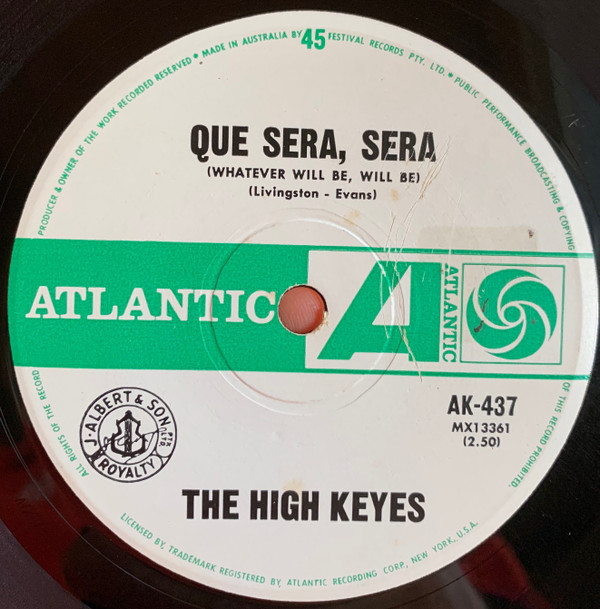 PRODUCER & OWNER OF THE WORK RECORDED RESERVED • MADE IN AUSTRALIA BY 45 FESTIVAL RECORDS PTY. LTD. • PUBLIC PERFORMANCE BROADCASTING & COPYING
QUE SERA, SERA
(WHATEVER WILL BE, WILL BE)
(Livingston - Evans)
ATLANTIC
A
ATLANTIC
AK-437
MX13361
(2.50)
J. ALBERT & SON PTY. LTD.
ROYALTY
THE HIGH KEYES
ALL RIGHTS OF THE RECORD
OF THIS RECORD PROHIBITED.
LICENSED BY, TRADEMARK REGISTERED BY, ATLANTIC RECORDING CORP., NEW YORK, U.S.A.